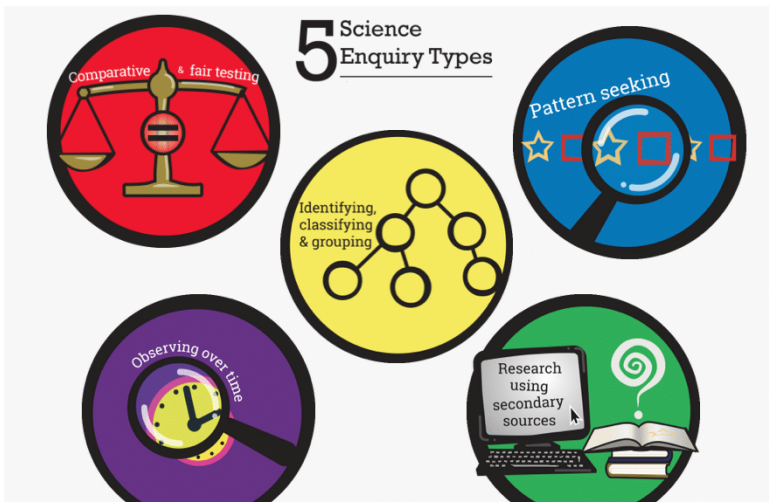 5 Science
Enquiry Types
Comparative & fair testing
Pattern seeking
Identifying,
classifying
& grouping
Observing over time
Research
using
secondary
sources